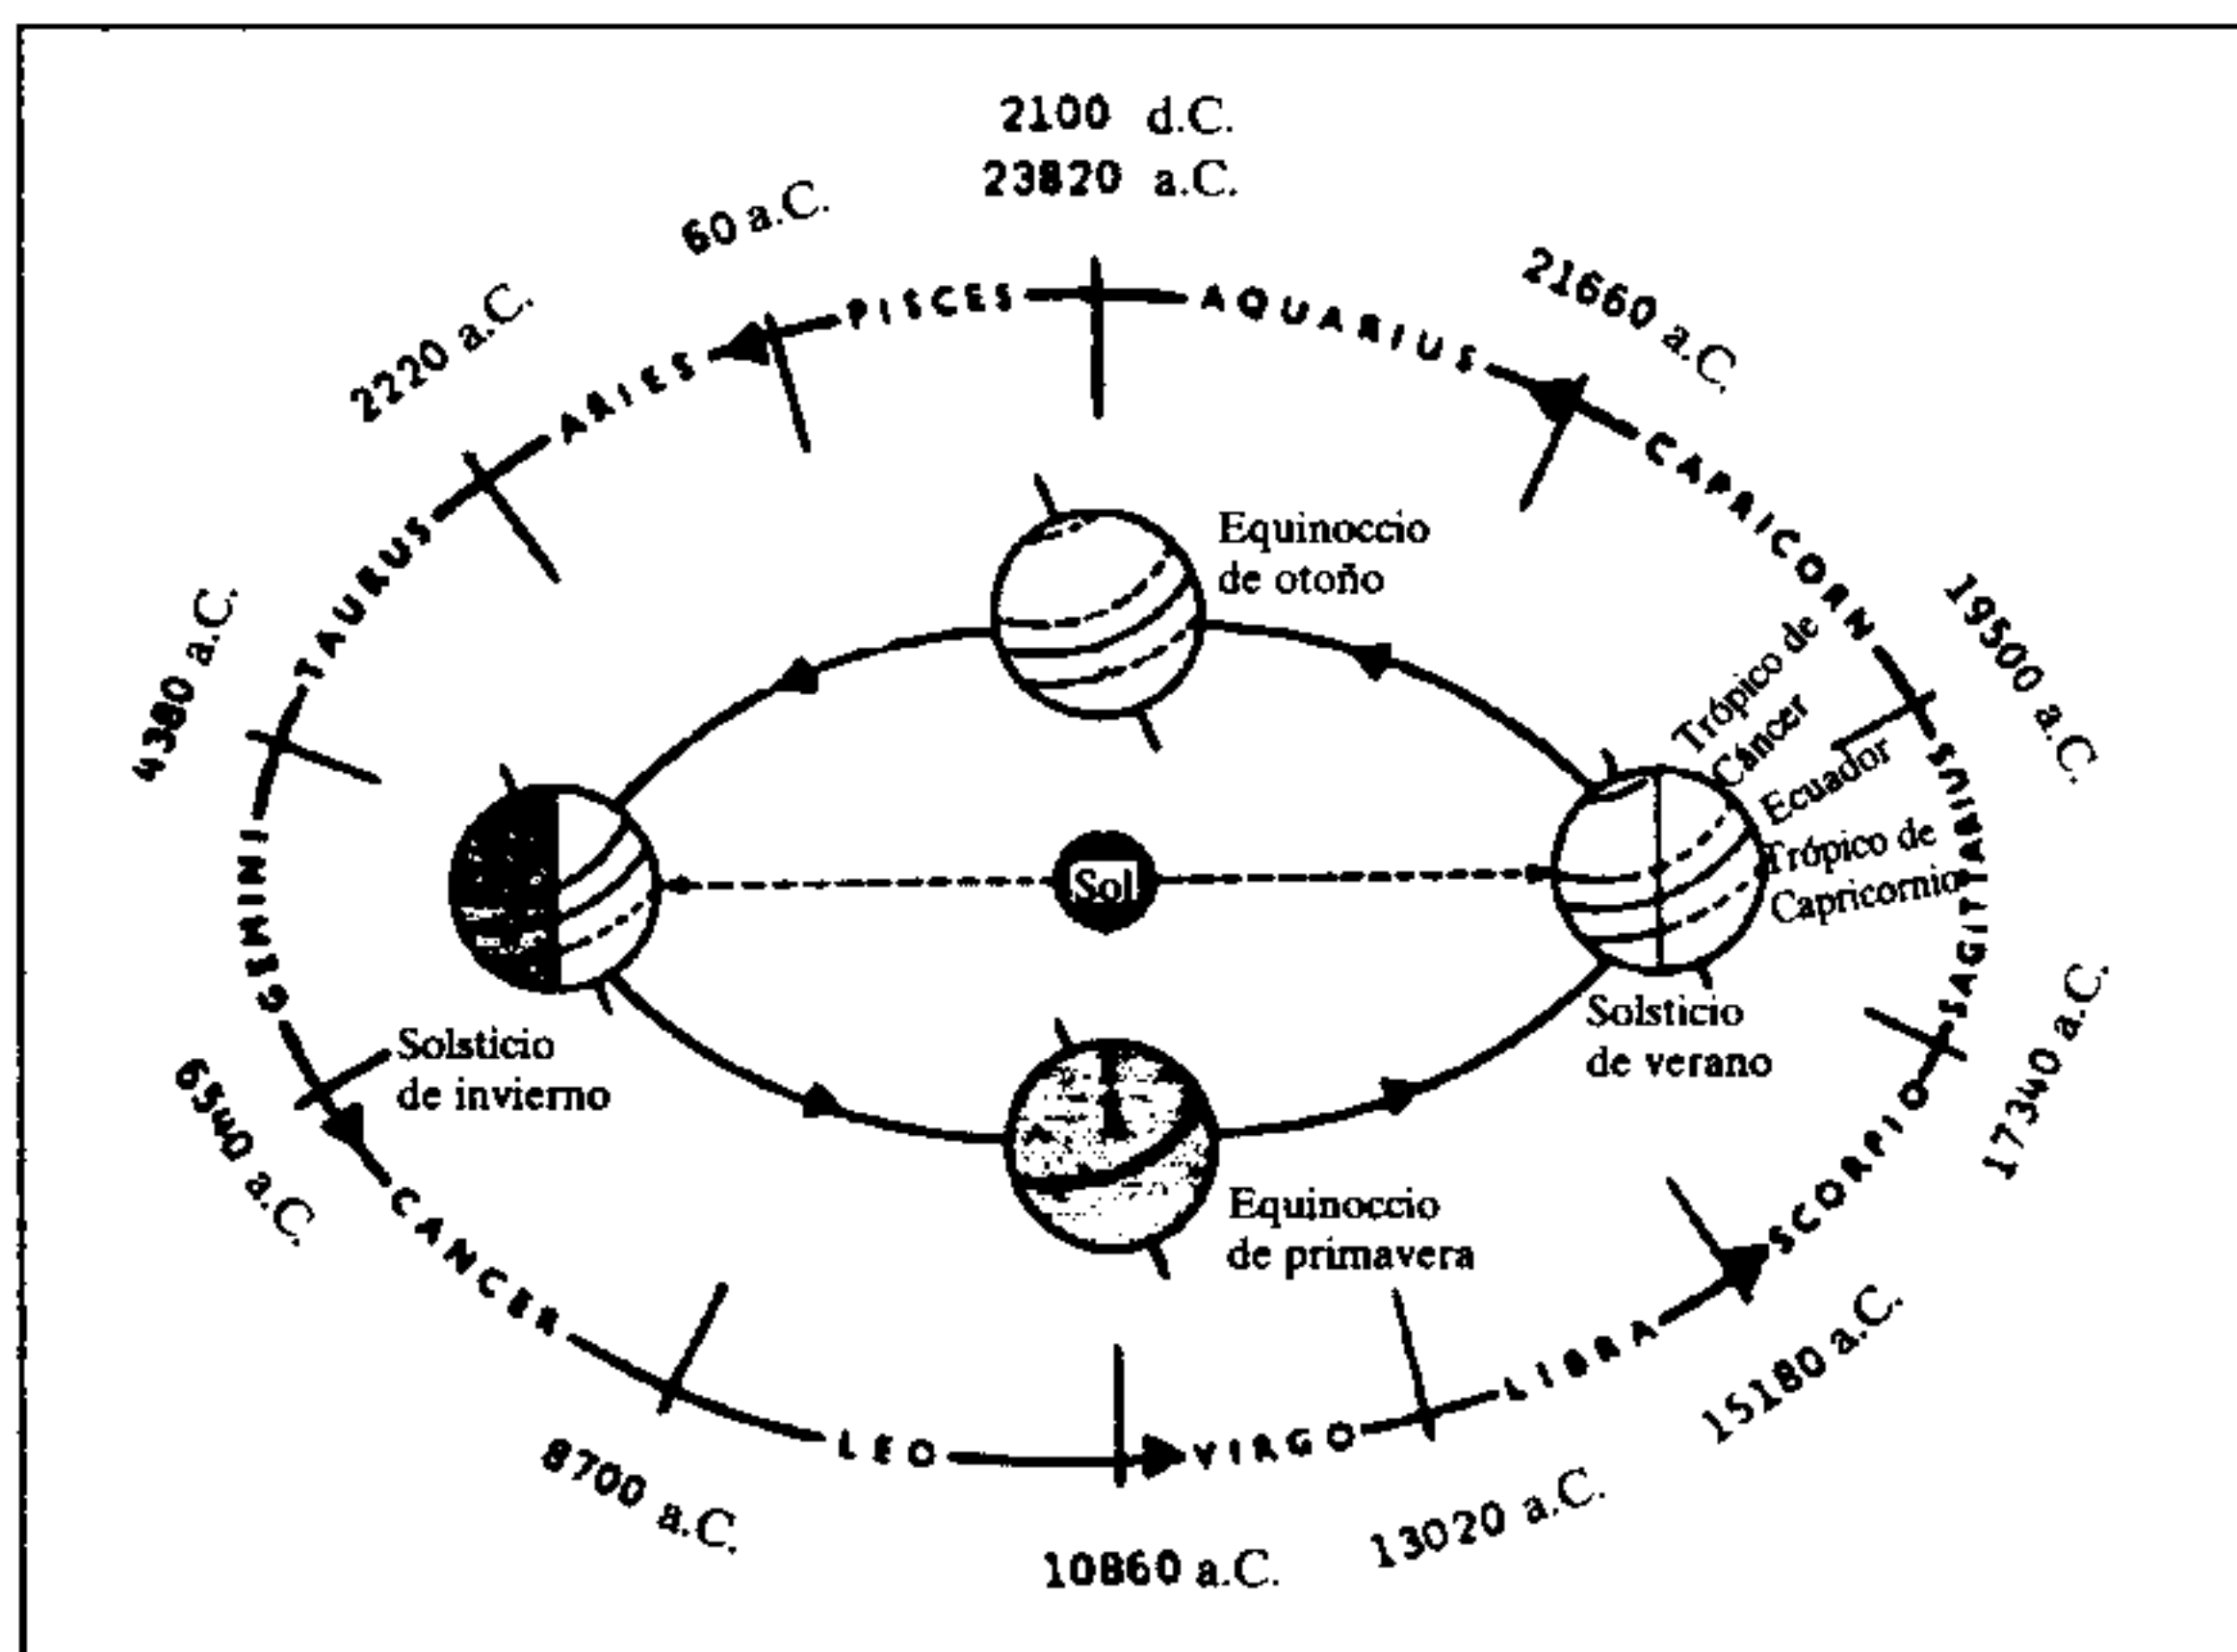 2100 d.C.
23820 a.C.
60 a.C.
21660 a.C.
2220 a.C.
PISCES
AQUARIUS
ARIES
CAPRICORN
TAURUS
Equinoccio
de otoño
19500 a.C.
4380 a.C.
Trópico de
Cáncer
Ecuador
Trópico de
Capricornio
SAGITTARIUS
Sol
GEMINI
Solsticio
de verano
Solsticio
de invierno
17340 a.C.
6540 a.C.
SCORPIO
CANCER
Equinoccio
de primavera
LIBRA
15180 a.C.
LEO
VIRGO
8700 a.C.
13020 a.C.
10860 a.C.